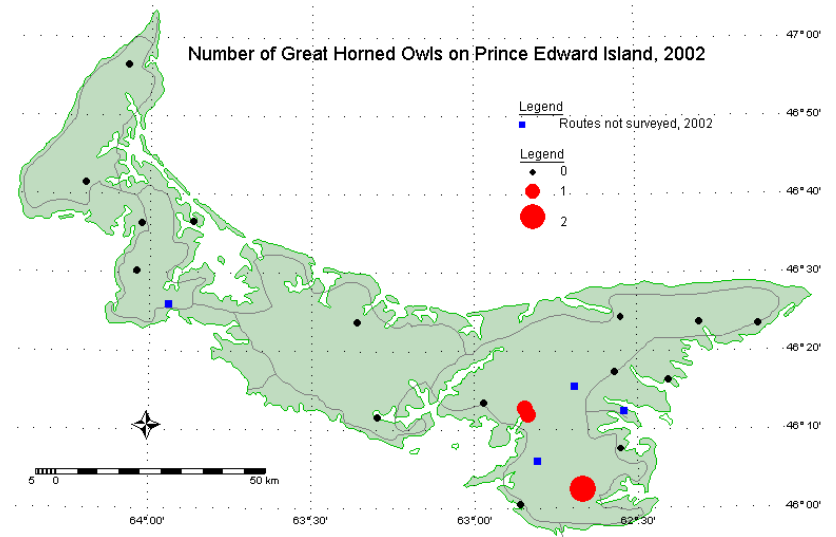 Number of Great Horned Owls on Prince Edward Island, 2002
47° 00'
Legend
Routes not surveyed, 2002
46° 50'
Legend
0
1
2
46° 40'
46° 30'
46° 20'
46° 10'
5 0 50 km
46° 00'
64° 00' 63° 30' 63° 00' 62° 30'